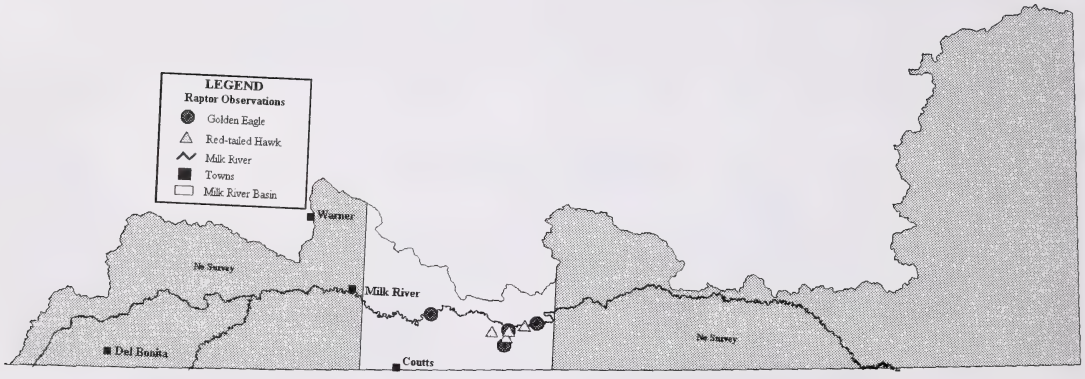 LEGEND
Raptor Observations
Golden Eagle
Red-tailed Hawk
Milk River
Towns
Milk River Basin
Warner
No Survey
Milk River
Del Bonita
Coutts
No Survey